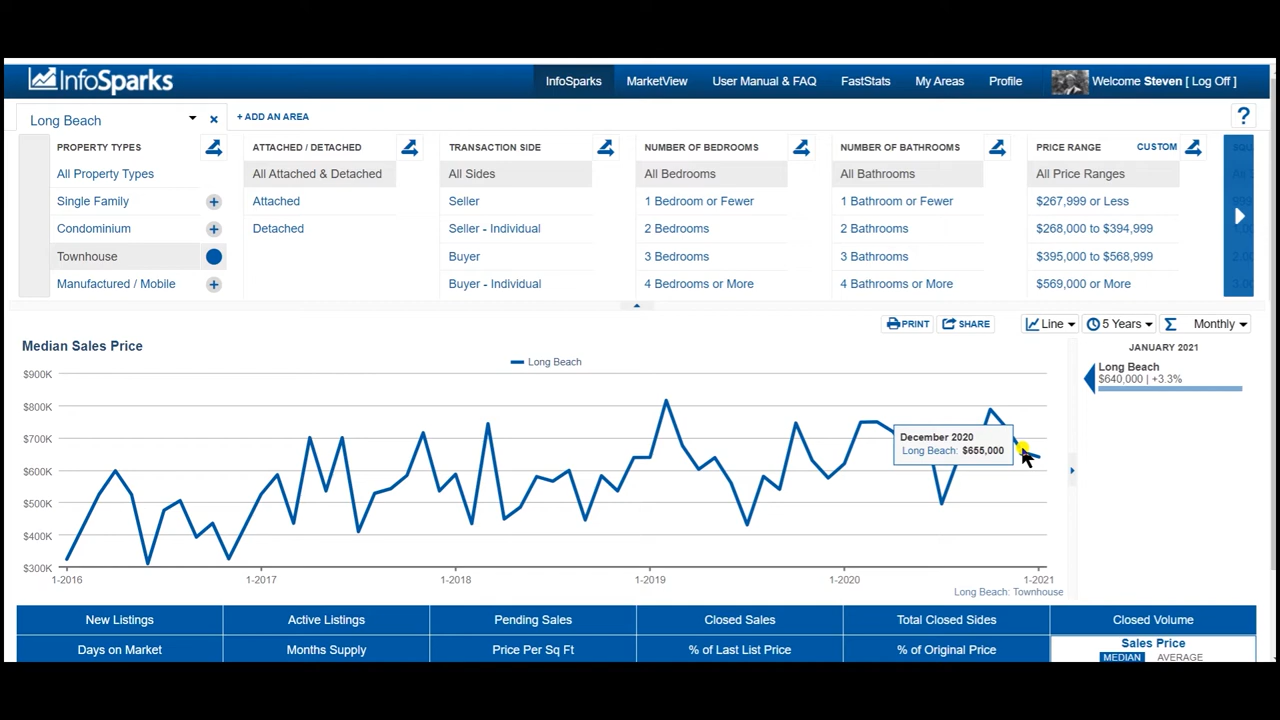 InfoSparks
InfoSparks MarketView User Manual & FAQ FastStats My Areas Profile Welcome Steven [ Log Off ]
Long Beach × + ADD AN AREA ?
PROPERTY TYPES
All Property Types
Single Family +
Condominium +
Townhouse
Manufactured / Mobile +
ATTACHED / DETACHED
All Attached & Detached
Attached
Detached
TRANSACTION SIDE
All Sides
Seller
Seller - Individual
Buyer
Buyer - Individual
NUMBER OF BEDROOMS
All Bedrooms
1 Bedroom or Fewer
2 Bedrooms
3 Bedrooms
4 Bedrooms or More
NUMBER OF BATHROOMS
All Bathrooms
1 Bathroom or Fewer
2 Bathrooms
3 Bathrooms
4 Bathrooms or More
PRICE RANGE CUSTOM
All Price Ranges
$267,999 or Less
$268,000 to $394,999
$395,000 to $568,999
$569,000 or More
PRINT SHARE Line 5 Years Σ Monthly
Median Sales Price
Long Beach
$900K
$800K
$700K
$600K
$500K
$400K
$300K
1-2016 1-2017 1-2018 1-2019 1-2020 1-2021
December 2020
Long Beach: $655,000
Long Beach: Townhouse
JANUARY 2021
Long Beach
$640,000 | +3.3%
New Listings Active Listings Pending Sales Closed Sales Total Closed Sides Closed Volume
Days on Market Months Supply Price Per Sq Ft % of Last List Price % of Original Price Sales Price
MEDIAN AVERAGE